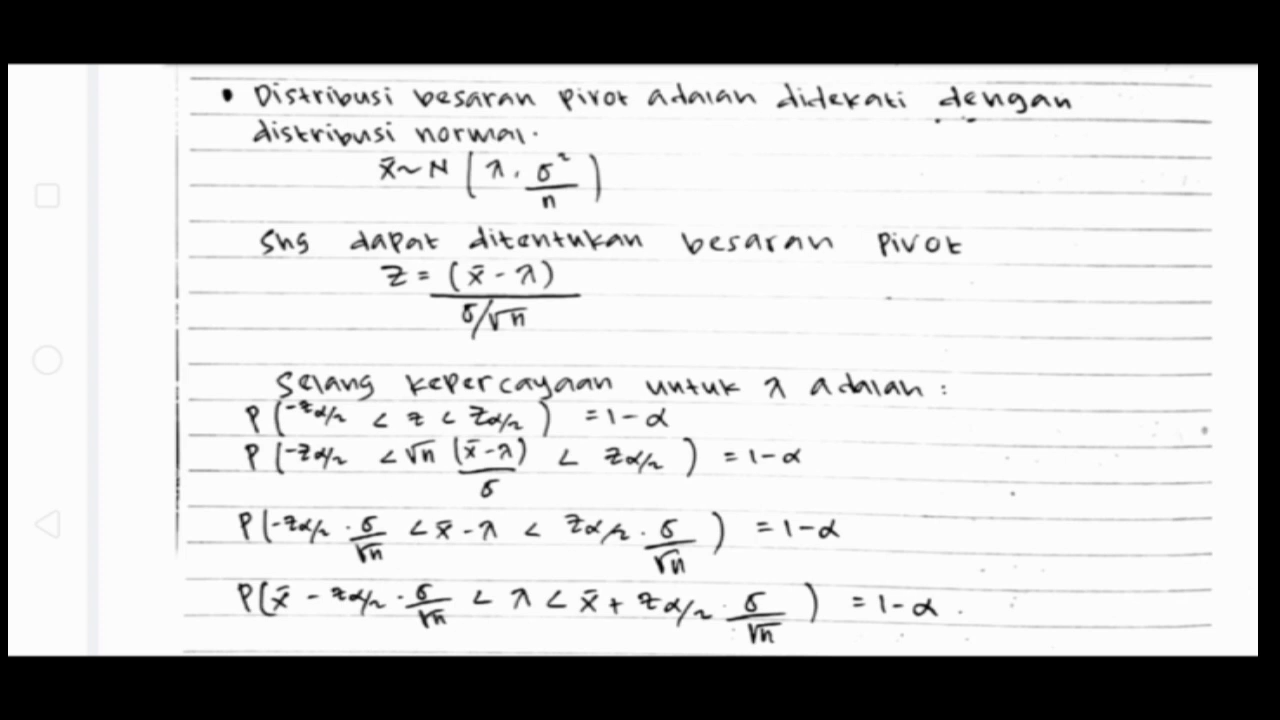 • Distribusi besaran pivot adalah didekati dengan
distribusi normal.
x̄ ~ N (λ, σ²/n)
Shg dapat ditentukan besaran pivot
Z = (x̄ - λ) / σ/√n
Selang kepercayaan untuk λ adalah :
P(-zα/2 < z < zα/2) = 1 - α
P(-zα/2 < √n (x̄ - λ)/σ < zα/2) = 1 - α
P(-zα/2 · σ/√n < x̄ - λ < zα/2 · σ/√n) = 1 - α
P(x̄ - zα/2 · σ/√n < λ < x̄ + zα/2 · σ/√n) = 1 - α.